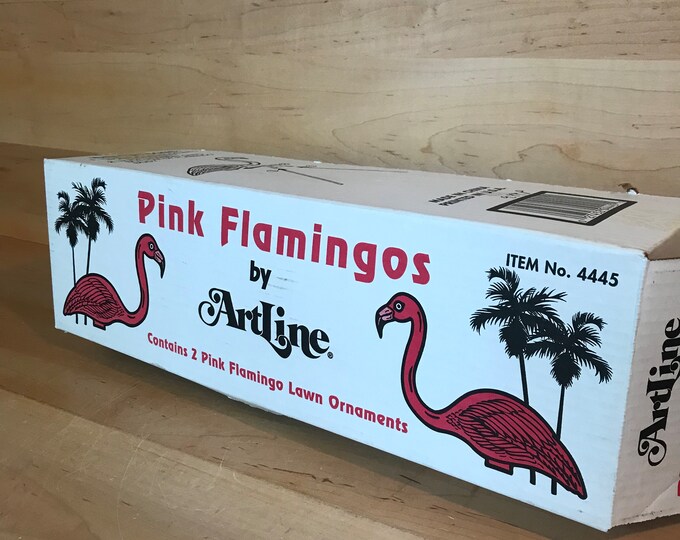 Pink Flamingos
by
ArtLine®
Contains 2 Pink Flamingo Lawn Ornaments
ITEM No. 4445
ArtLine